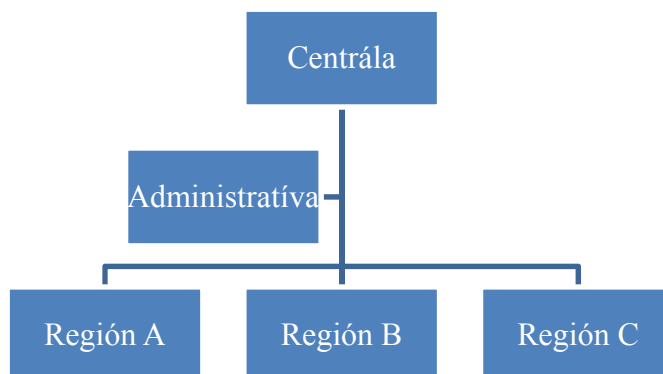 Centrála
Administratíva
Región A
Región B
Región C